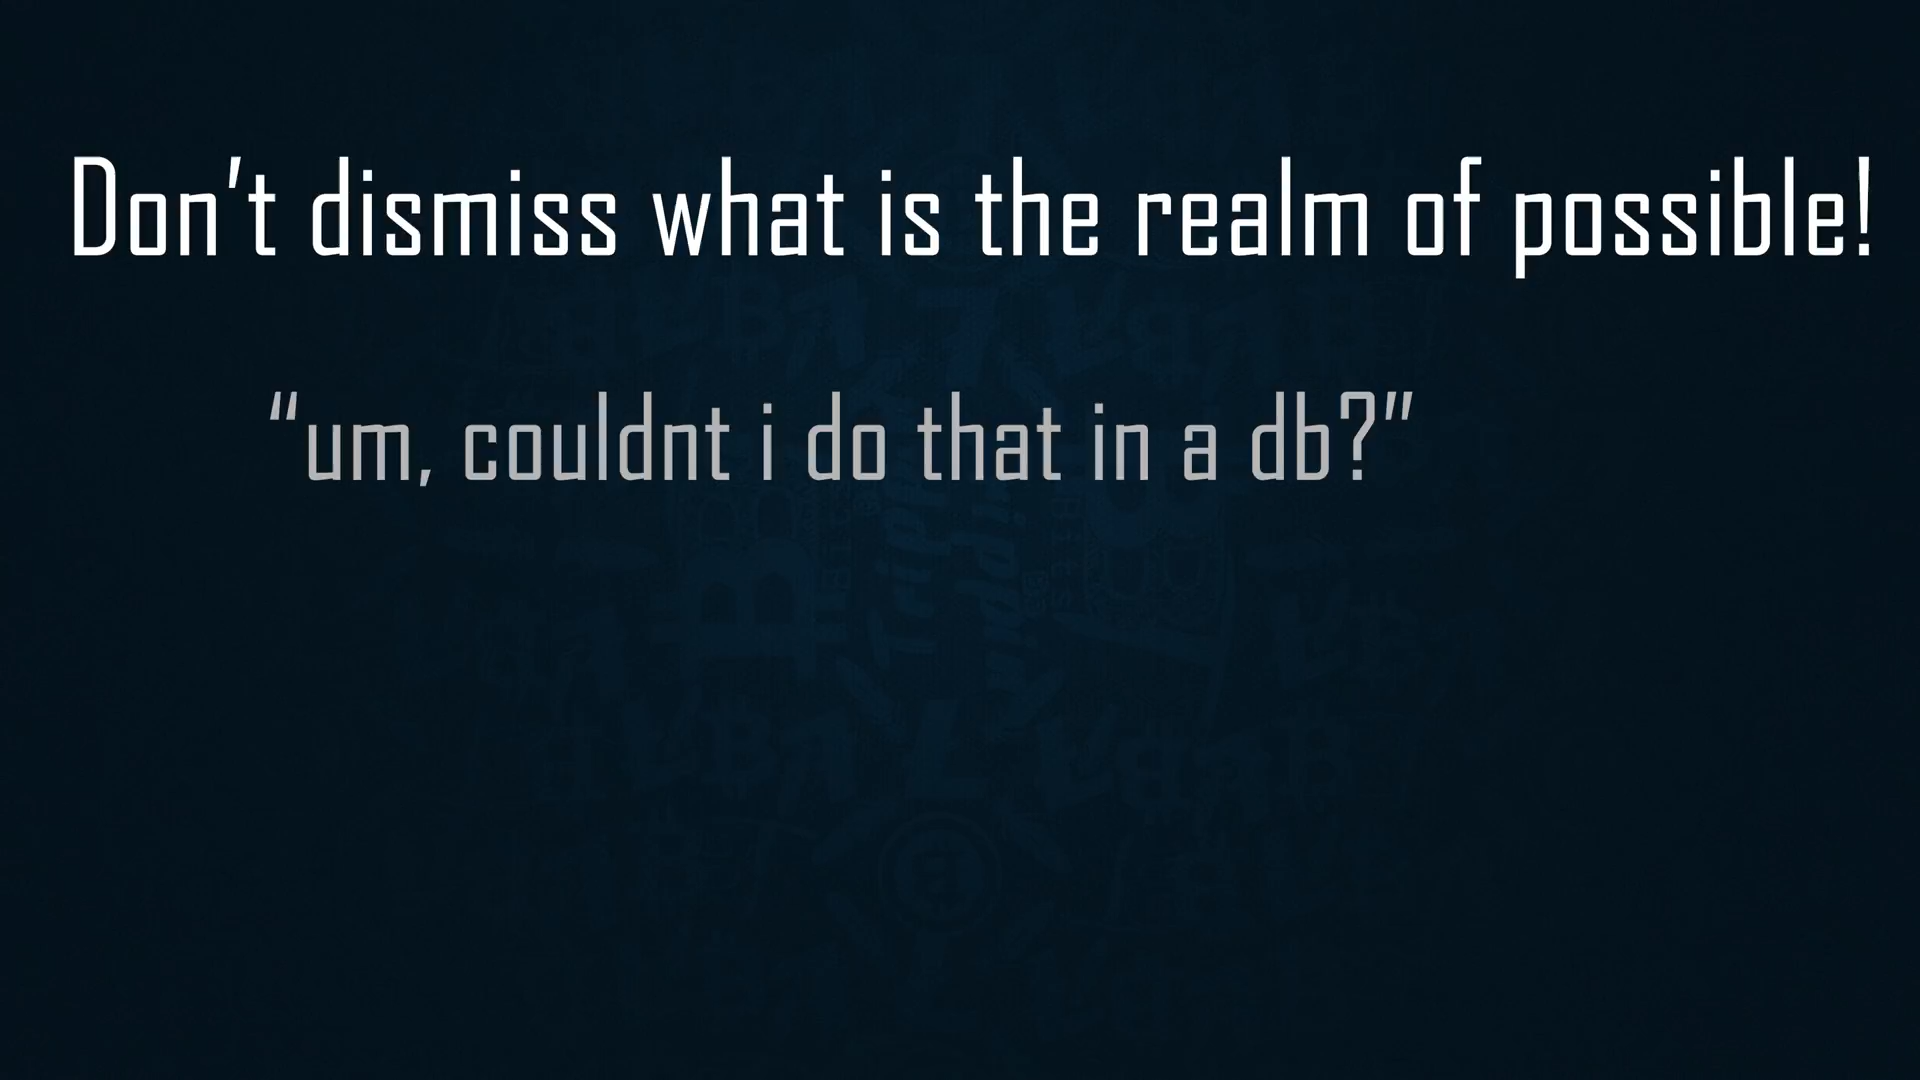 Don’t dismiss what is the realm of possible!
“um, couldnt i do that in a db?”